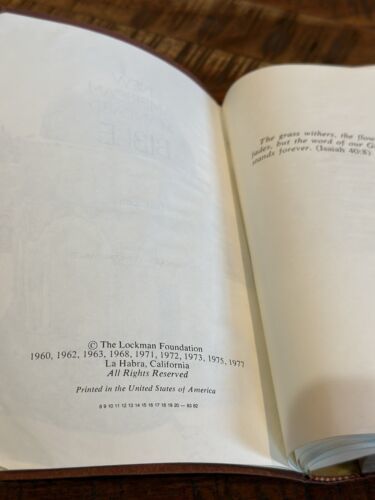 © The Lockman Foundation
1960, 1962, 1963, 1968, 1971, 1972, 1973, 1975, 1977
La Habra, California
All Rights Reserved
Printed in the United States of America
8 9 10 11 12 13 14 15 16 17 18 19 20 — 83 82
The grass withers, the flow
fades, but the word of our G
stands forever. (Isaiah 40:8)